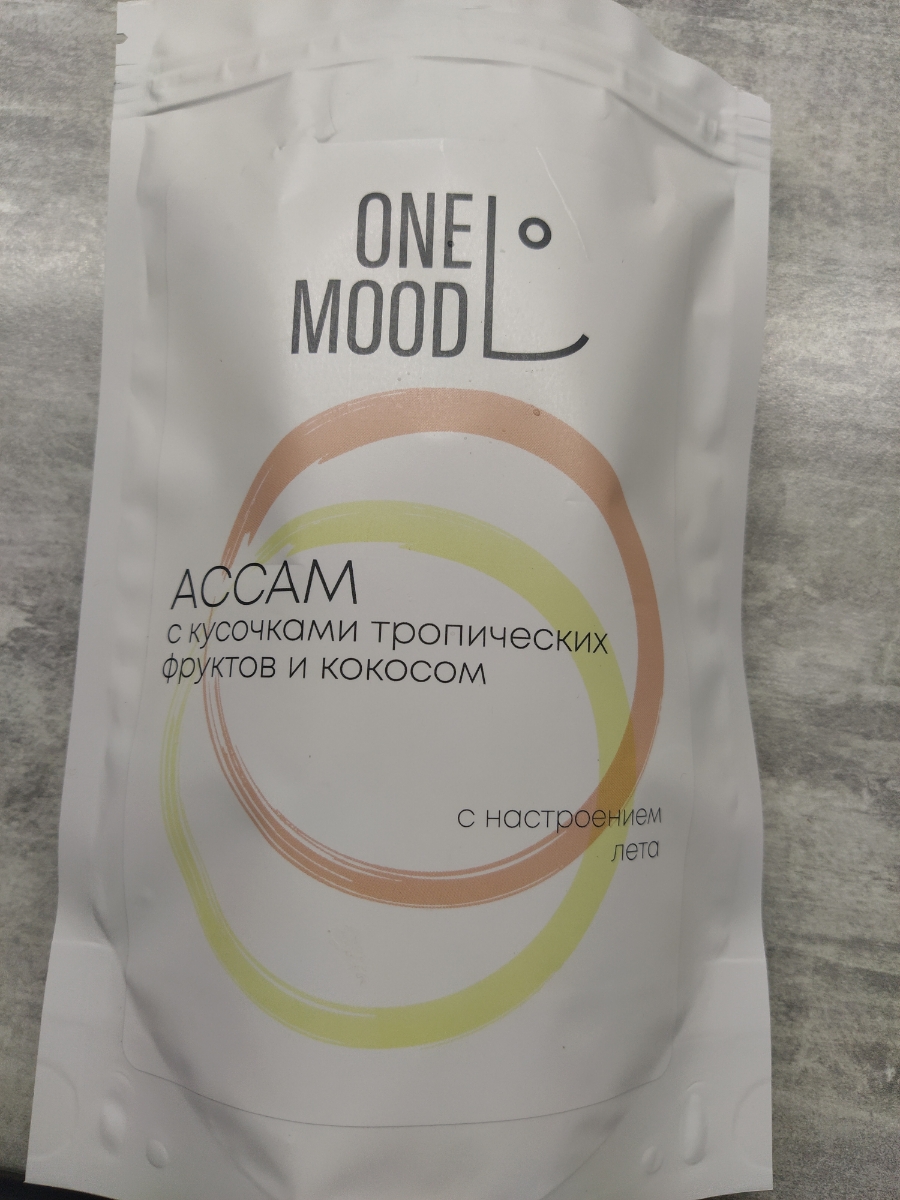 ONE
MOOD
АССАМ
с кусочками тропических
фруктов и кокосом
с настроением
лета